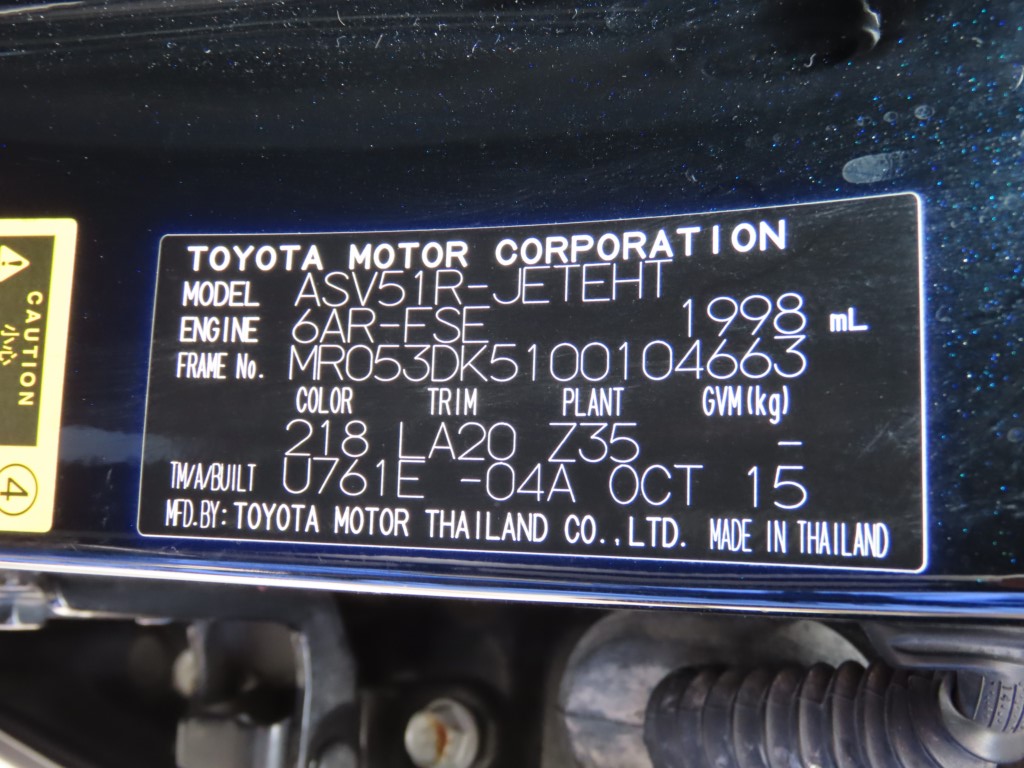 TOYOTA MOTOR CORPORATION
MODEL ASV51R-JETEHT
ENGINE 6AR-FSE 1998 mL
FRAME No. MR053DK5100104663
COLOR TRIM PLANT GVM(kg)
218 LA20 Z35 -
TM/A/BUILT U761E -04A OCT 15
MFD.BY: TOYOTA MOTOR THAILAND CO.,LTD. MADE IN THAILAND
CAUTION
小心
4